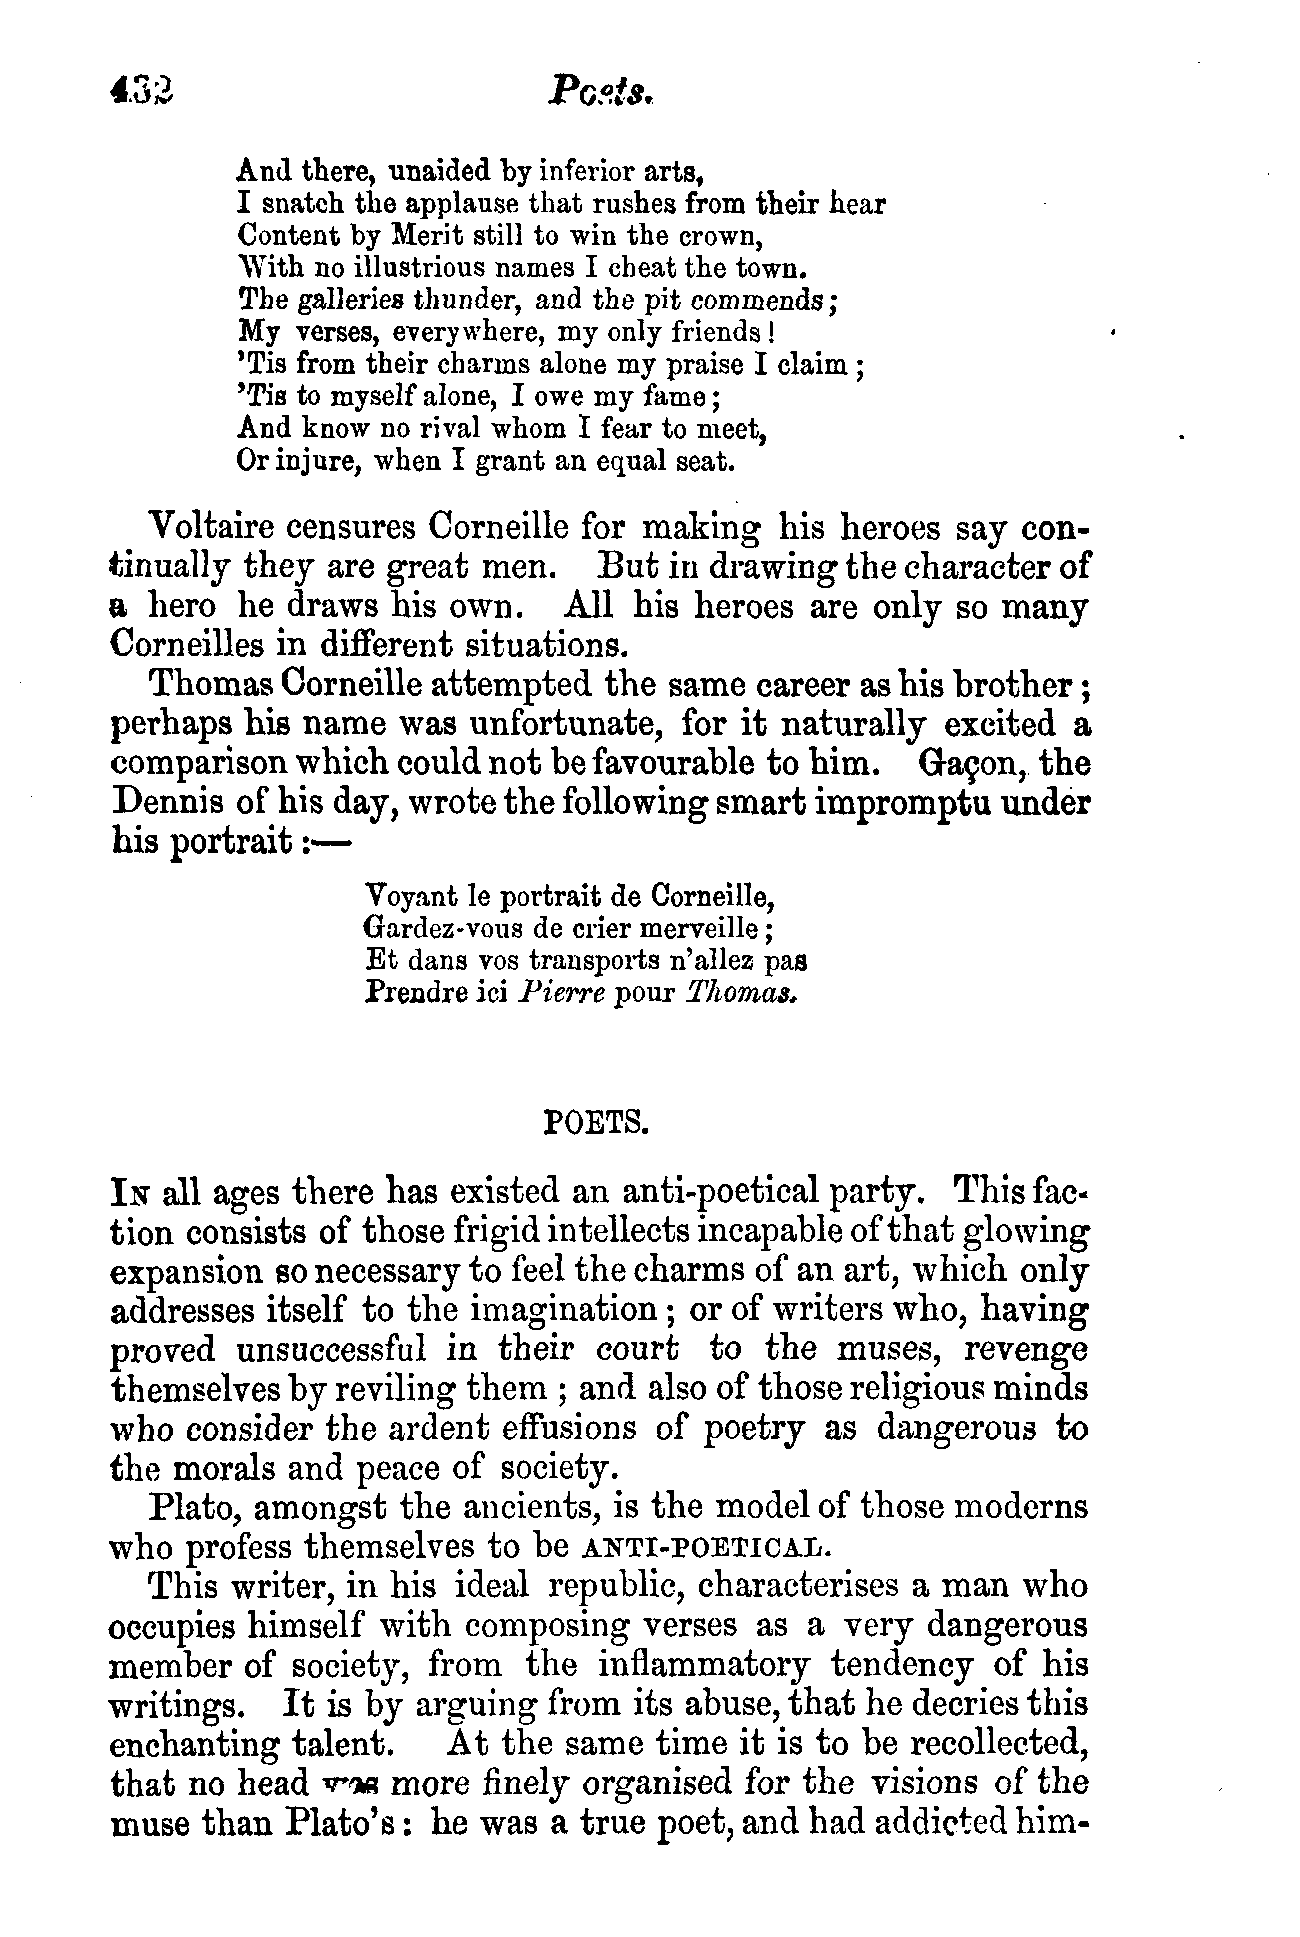 432 Poets.
And there, unaided by inferior arts,
I snatch the applause that rushes from their hear
Content by Merit still to win the crown,
With no illustrious names I cheat the town.
The galleries thunder, and the pit commends;
My verses, everywhere, my only friends!
'Tis from their charms alone my praise I claim;
'Tis to myself alone, I owe my fame;
And know no rival whom I fear to meet,
Or injure, when I grant an equal seat.
Voltaire censures Corneille for making his heroes say con-
tinually they are great men. But in drawing the character of
a hero he draws his own. All his heroes are only so many
Corneilles in different situations.
Thomas Corneille attempted the same career as his brother;
perhaps his name was unfortunate, for it naturally excited a
comparison which could not be favourable to him. Gaçon, the
Dennis of his day, wrote the following smart impromptu under
his portrait:—
Voyant le portrait de Corneille,
Gardez-vous de crier merveille;
Et dans vos transports n'allez pas
Prendre ici Pierre pour Thomas.
POETS.
IN all ages there has existed an anti-poetical party. This fac-
tion consists of those frigid intellects incapable of that glowing
expansion so necessary to feel the charms of an art, which only
addresses itself to the imagination; or of writers who, having
proved unsuccessful in their court to the muses, revenge
themselves by reviling them; and also of those religious minds
who consider the ardent effusions of poetry as dangerous to
the morals and peace of society.
Plato, amongst the ancients, is the model of those moderns
who profess themselves to be ANTI-POETICAL.
This writer, in his ideal republic, characterises a man who
occupies himself with composing verses as a very dangerous
member of society, from the inflammatory tendency of his
writings. It is by arguing from its abuse, that he decries this
enchanting talent. At the same time it is to be recollected,
that no head was more finely organised for the visions of the
muse than Plato's: he was a true poet, and had addicted him-